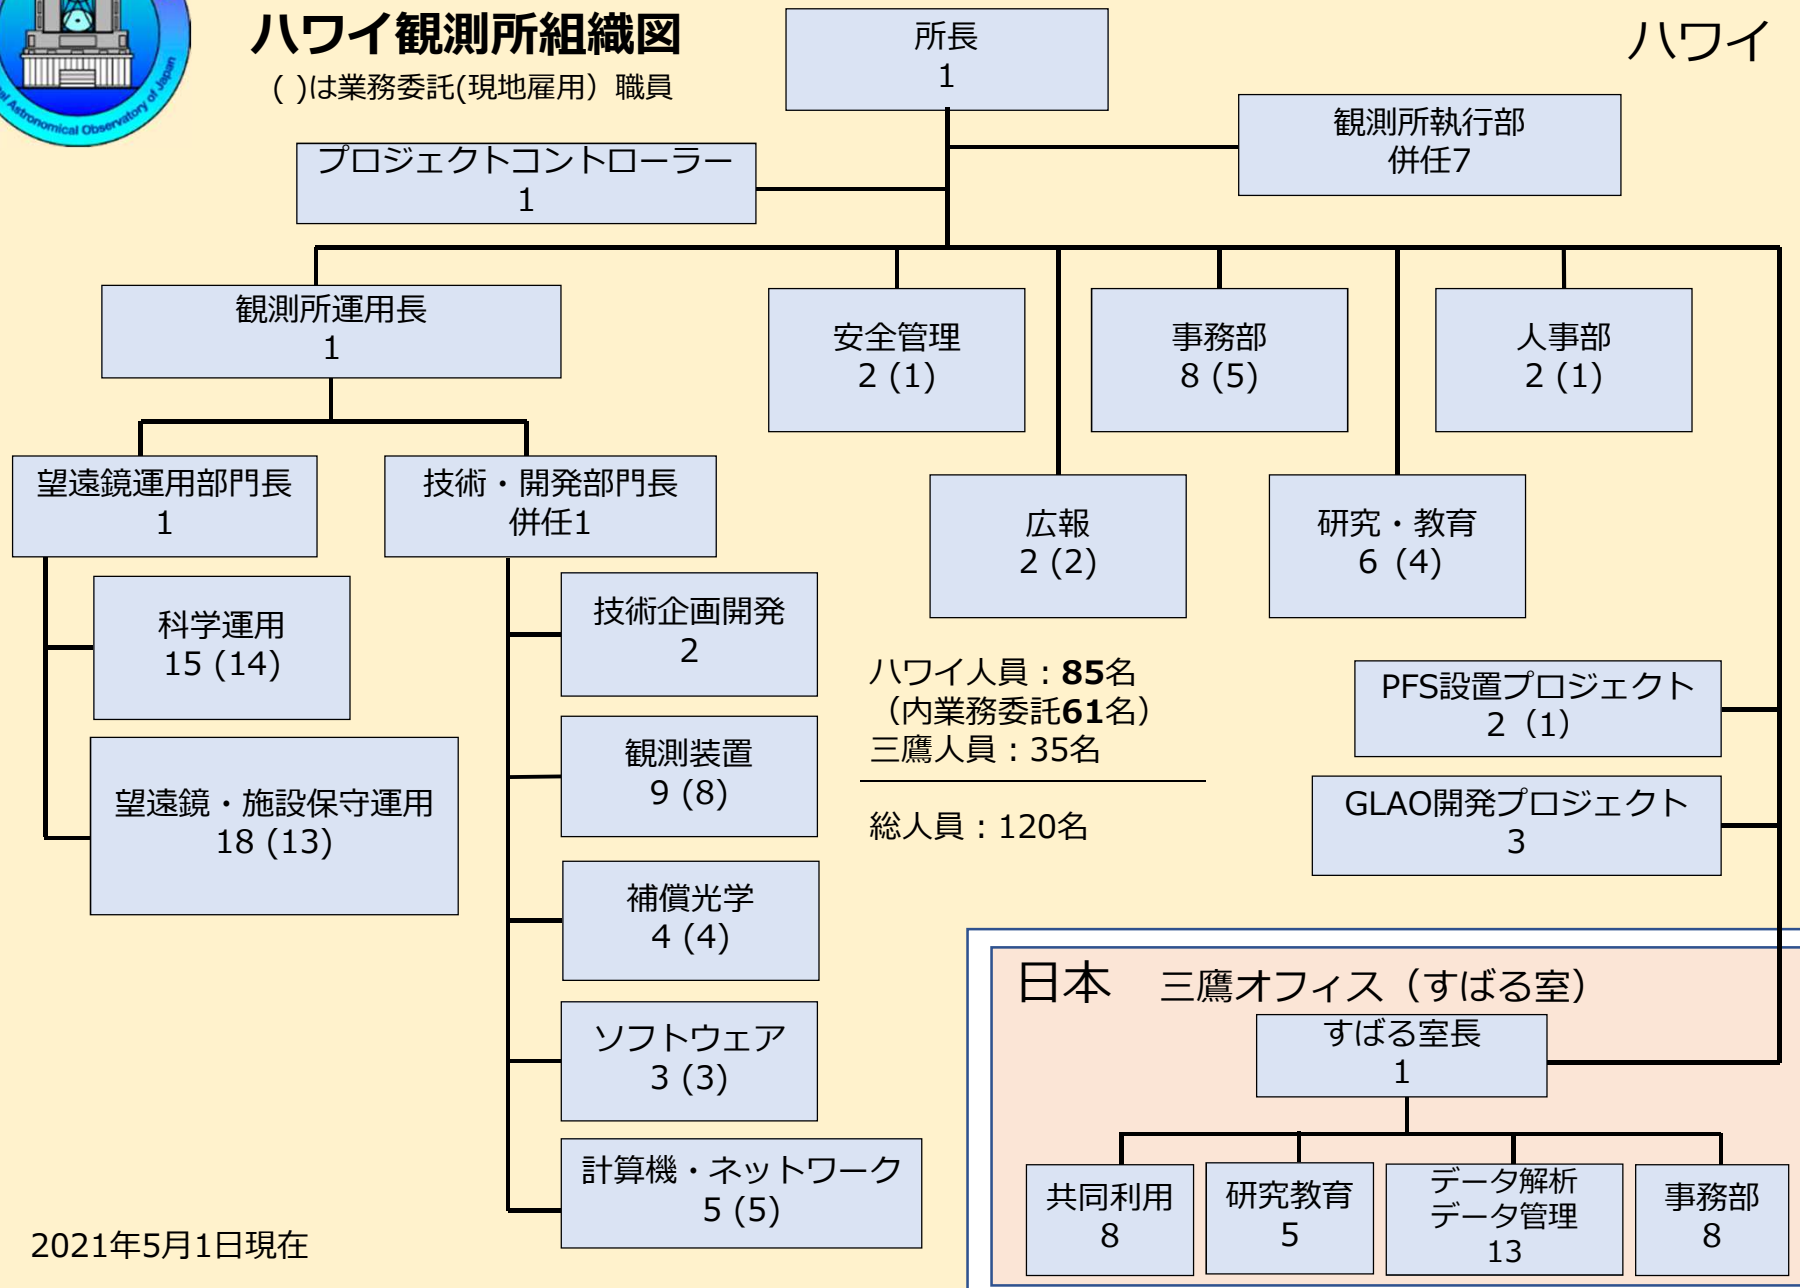 ハワイ観測所組織図
( )は業務委託(現地雇用）職員
Astronomical Observatory of Japan
ハワイ
所長
1
観測所執行部
併任7
プロジェクトコントローラー
1
観測所運用長
1
安全管理
2 (1)
事務部
8 (5)
人事部
2 (1)
望遠鏡運用部門長
1
技術・開発部門長
併任1
広報
2 (2)
研究・教育
6 (4)
科学運用
15 (14)
技術企画開発
2
望遠鏡・施設保守運用
18 (13)
観測装置
9 (8)
補償光学
4 (4)
ソフトウェア
3 (3)
計算機・ネットワーク
5 (5)
ハワイ人員：85名
（内業務委託61名）
三鷹人員：35名
総人員：120名
PFS設置プロジェクト
2（1）
GLAO開発プロジェクト
3
日本　三鷹オフィス（すばる室）
すばる室長
1
共同利用
8
研究教育
5
データ解析
データ管理
13
事務部
8
2021年5月1日現在